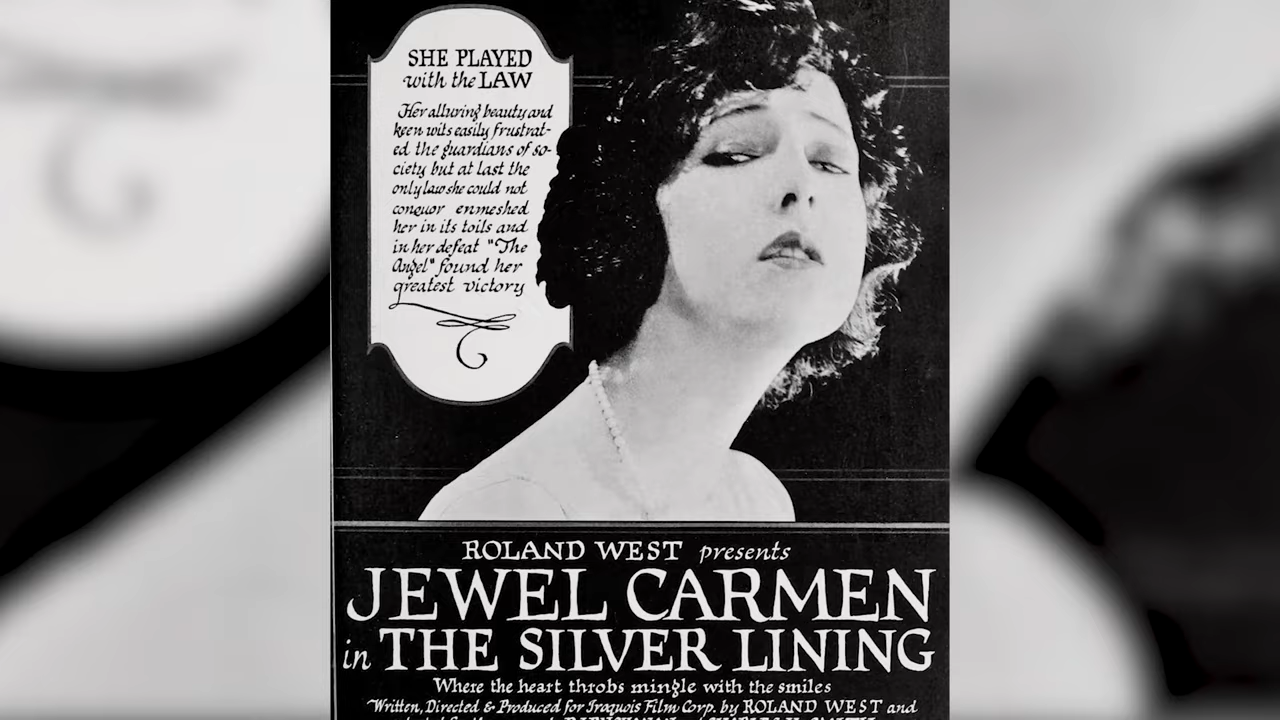 SHE PLAYED
with the LAW
Her alluring beauty and
keen wits easily frustrat-
ed the guardians of so-
ciety but at last the
only law she could not
conquor enmeshed
her in its toils and
in her defeat "The
Angel" found her
greatest victory
ROLAND WEST presents
JEWEL CARMEN
in THE SILVER LINING
Where the heart throbs mingle with the smiles
Written, Directed & Produced for Iroquois Film Corp. by ROLAND WEST and